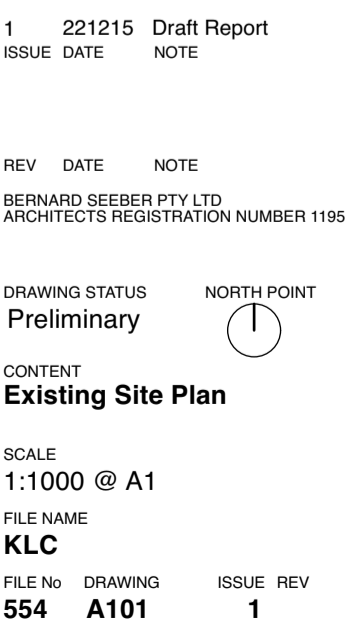 1 221215 Draft Report
ISSUE DATE NOTE
REV DATE NOTE
BERNARD SEEBER PTY LTD
ARCHITECTS REGISTRATION NUMBER 1195
DRAWING STATUS NORTH POINT
Preliminary
CONTENT
Existing Site Plan
SCALE
1:1000 @ A1
FILE NAME
KLC
FILE No DRAWING ISSUE REV
554 A101 1